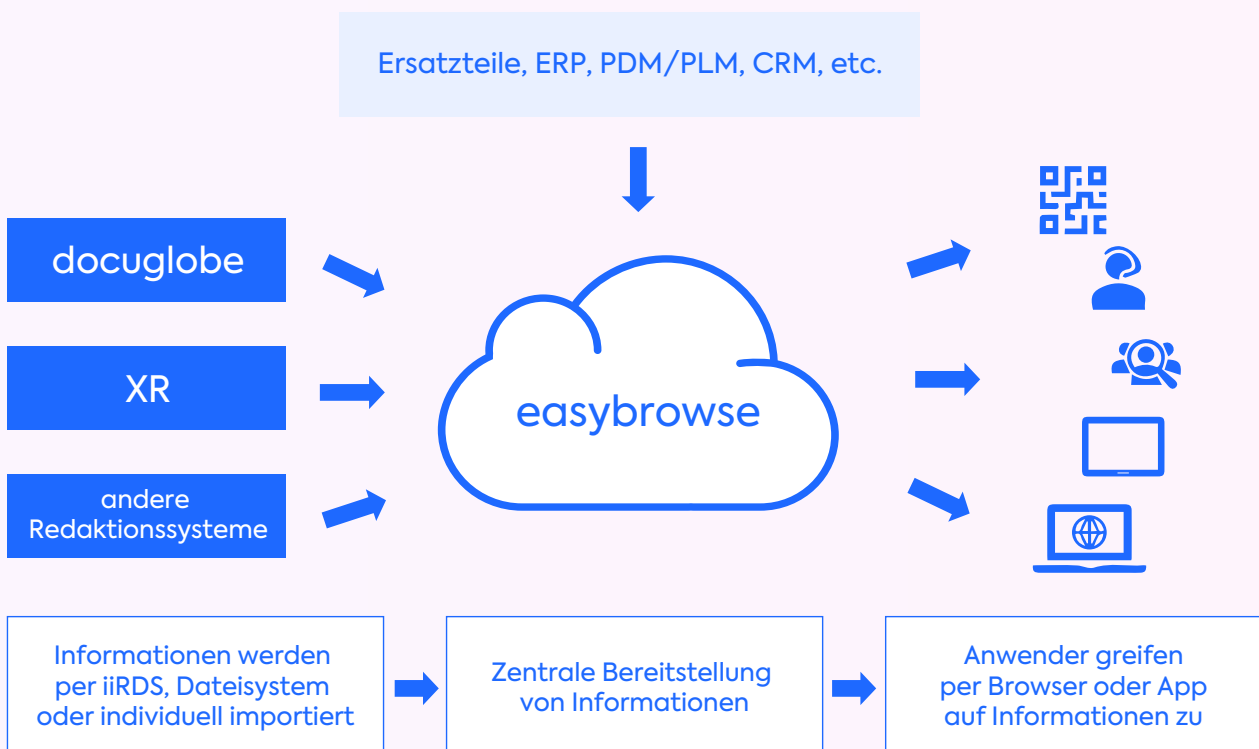 Ersatzteile, ERP, PDM/PLM, CRM, etc.
docuglobe
XR
andere
Redaktionssysteme
easybrowse
Informationen werden
per iiRDS, Dateisystem
oder individuell importiert
Zentrale Bereitstellung
von Informationen
Anwender greifen
per Browser oder App
auf Informationen zu